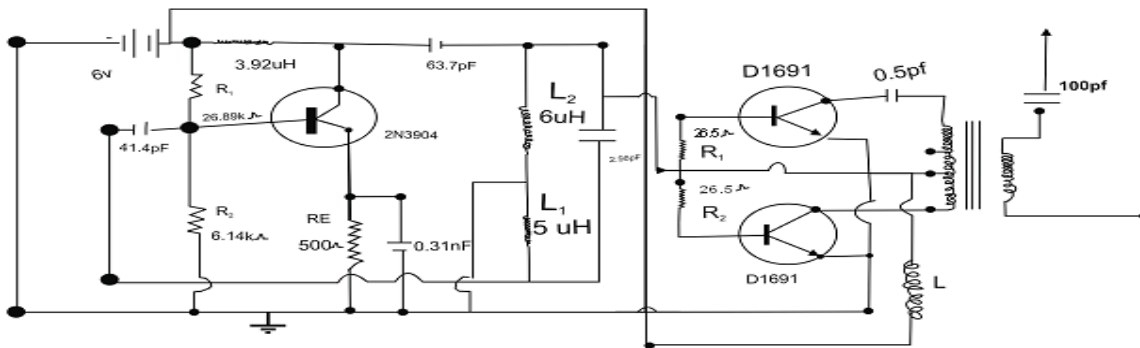 6v
3.92uH
63.7pF
R1
26.89k
2N3904
41.4pF
R2
6.14k
RE
500
0.31nF
L2
6uH
L1
5 uH
D1691
26.5
R1
26.5
R2
D1691
0.5pf
100pf
L